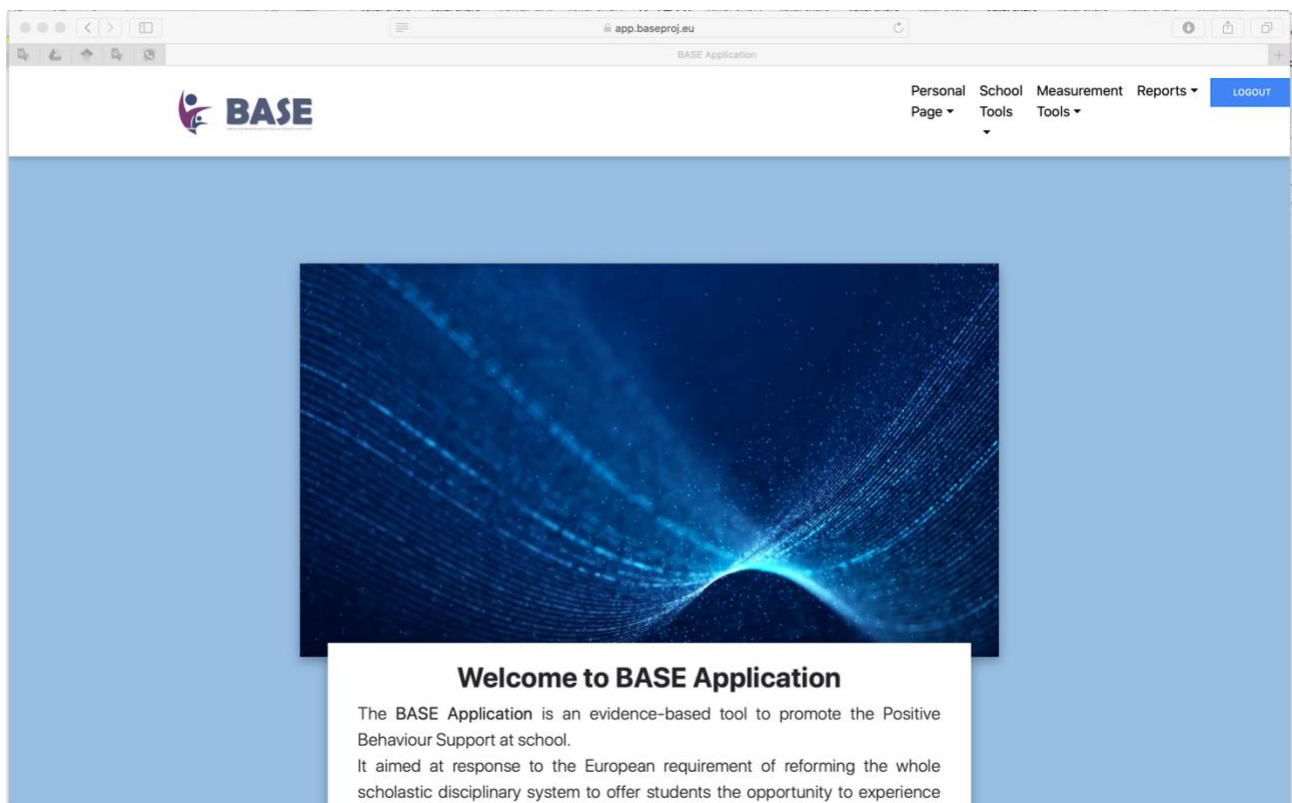 app.baseproj.eu
BASE Application
BASE
Personal Page
School Tools
Measurement Tools
Reports
LOGOUT
Welcome to BASE Application
The BASE Application is an evidence-based tool to promote the Positive
Behaviour Support at school.
It aimed at response to the European requirement of reforming the whole
scholastic disciplinary system to offer students the opportunity to experience